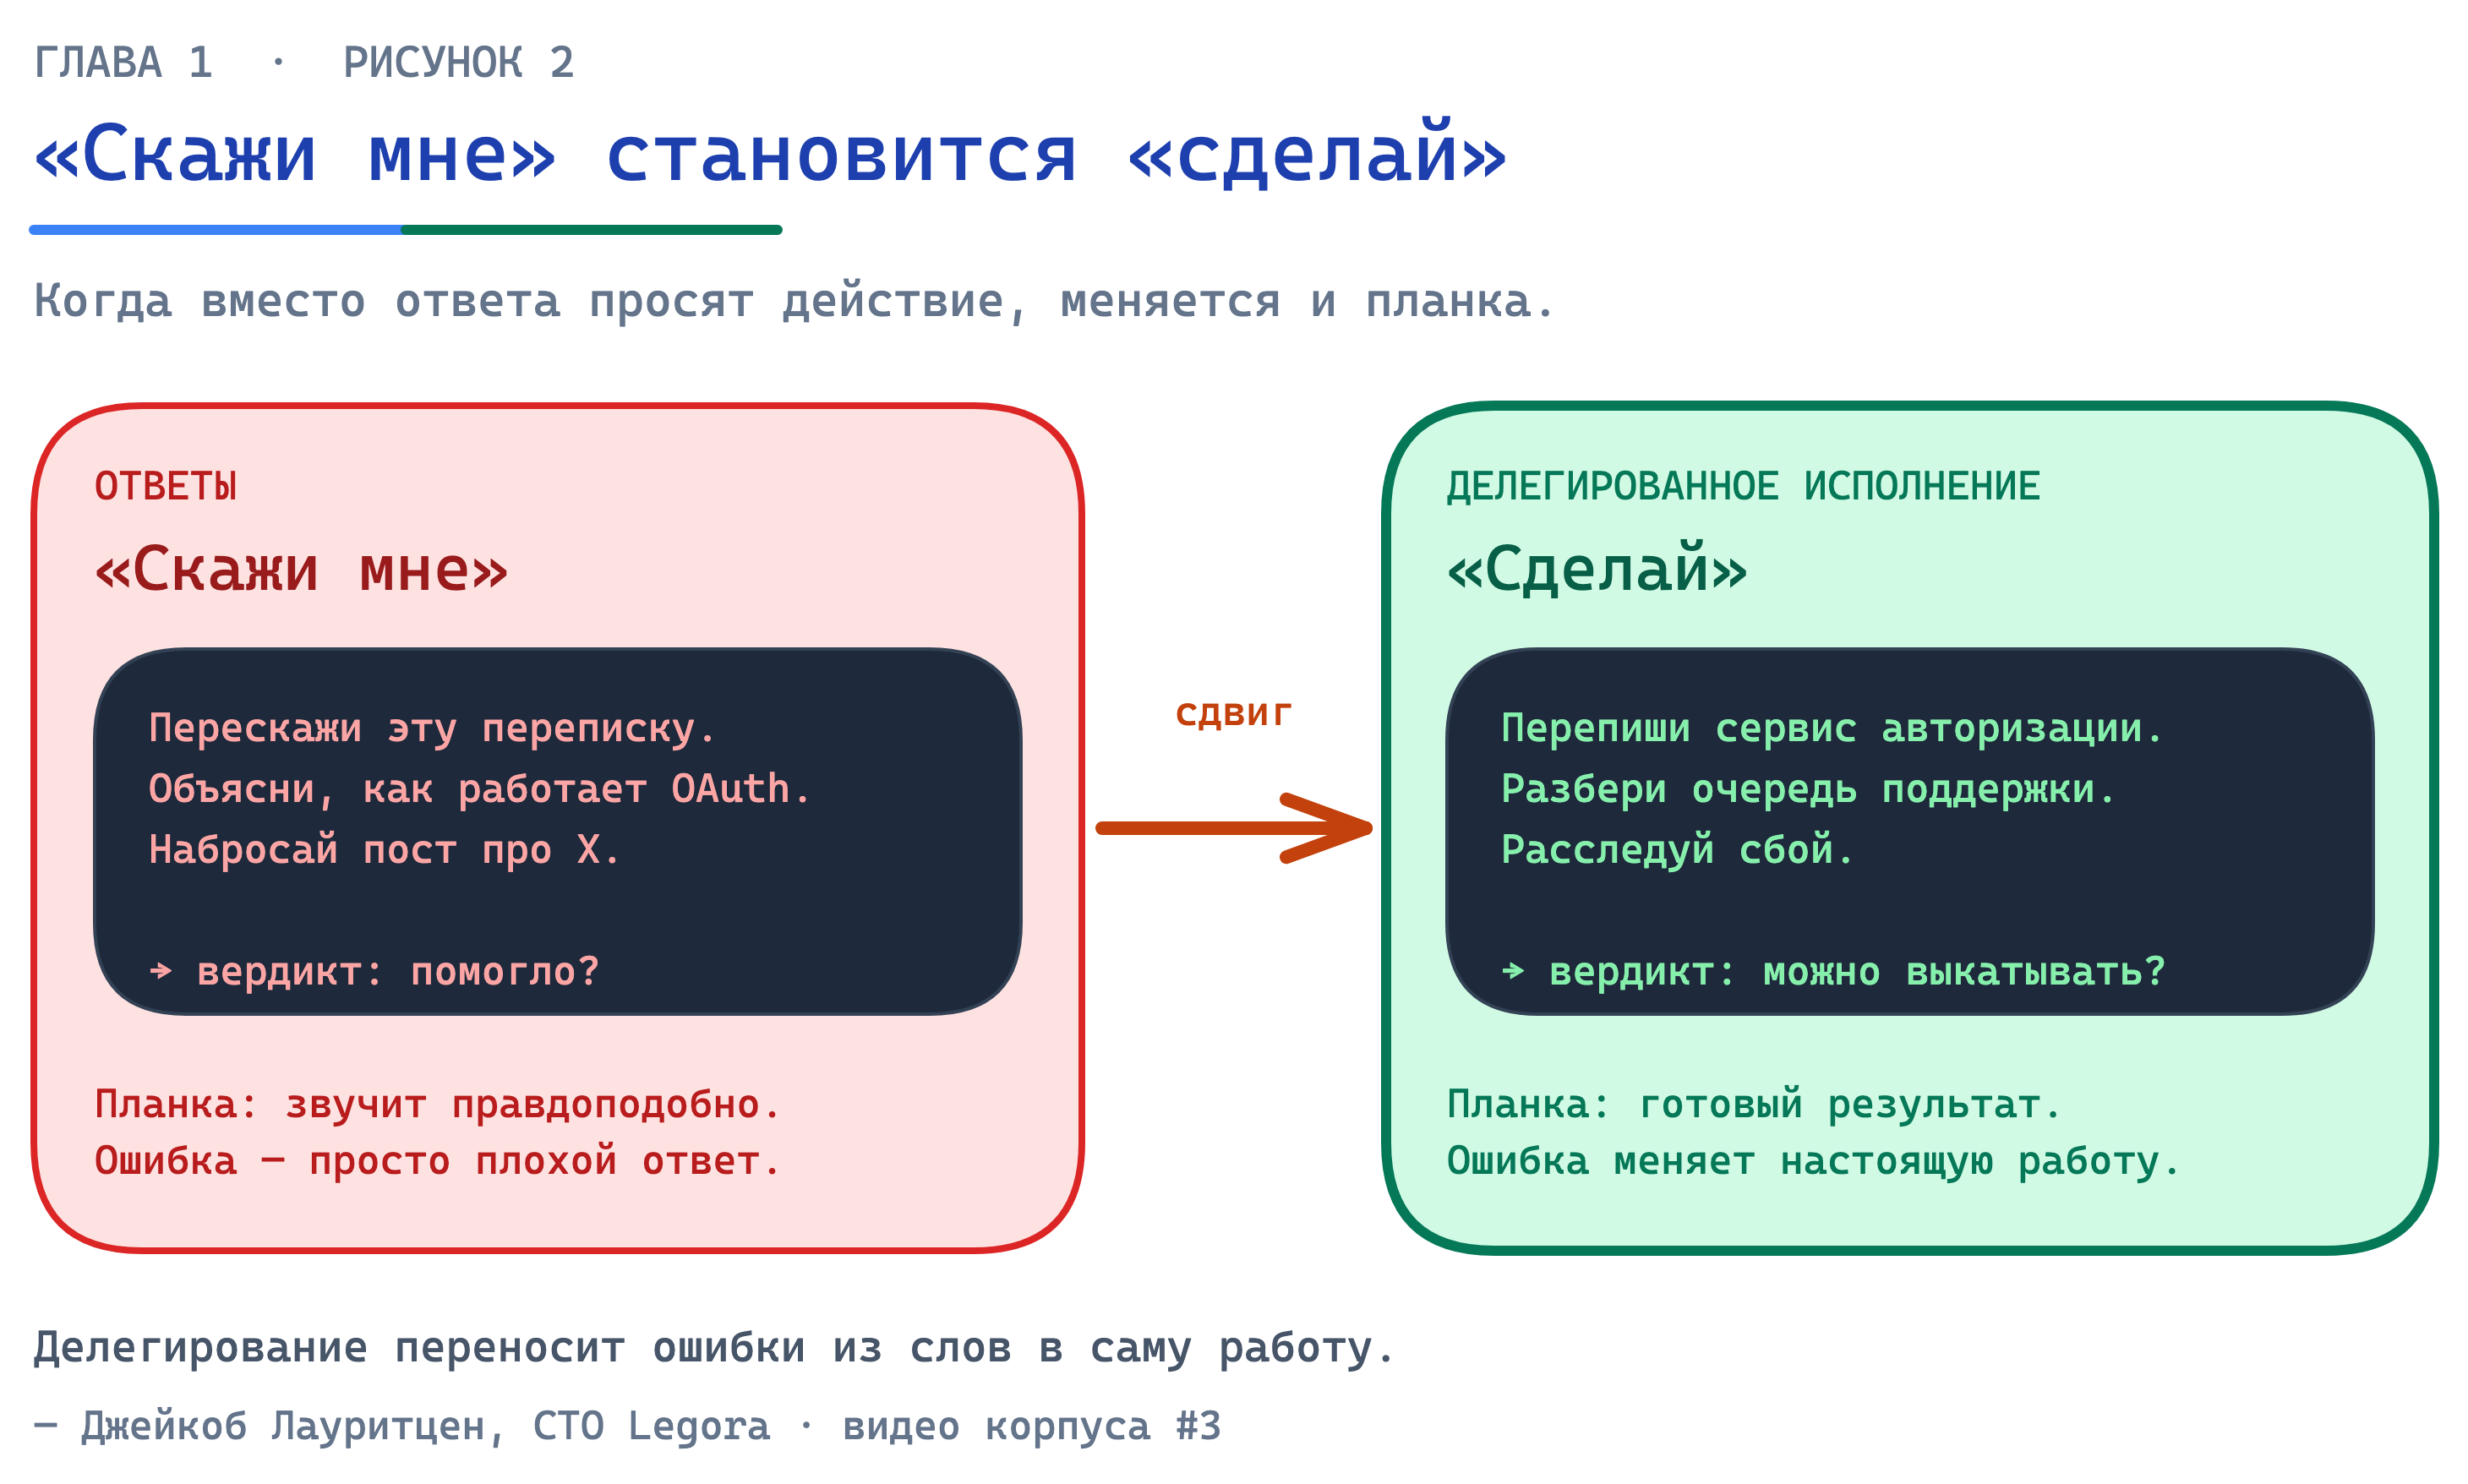 ГЛАВА 1 · РИСУНОК 2
«Скажи мне» становится «сделай»
Когда вместо ответа просят действие, меняется и планка.
ОТВЕТЫ
«Скажи мне»
Перескажи эту переписку.
Объясни, как работает OAuth.
Набросай пост про X.
→ вердикт: помогло?
Планка: звучит правдоподобно.
Ошибка — просто плохой ответ.
сдвиг
ДЕЛЕГИРОВАННОЕ ИСПОЛНЕНИЕ
«Сделай»
Перепиши сервис авторизации.
Разбери очередь поддержки.
Расследуй сбой.
→ вердикт: можно выкатывать?
Планка: готовый результат.
Ошибка меняет настоящую работу.
Делегирование переносит ошибки из слов в саму работу.
— Джейкоб Лауритцен, CTO Legora · видео корпуса #3